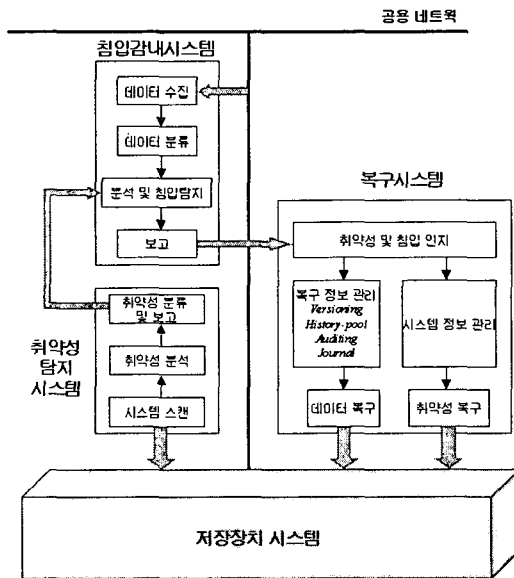 공용 네트웍
침입감내시스템
데이터 수집
데이터 분류
분석 및 침입탐지
보고
복구시스템
취약성 및 침입 인지
복구 정보 관리
Versioning
History-pool
Auditing
Journal
시스템 정보 관리
데이터 복구
취약성 복구
취약성
탐지
시스템
취약성 분류
및 보고
취약성 분석
시스템 스캔
저장장치 시스템